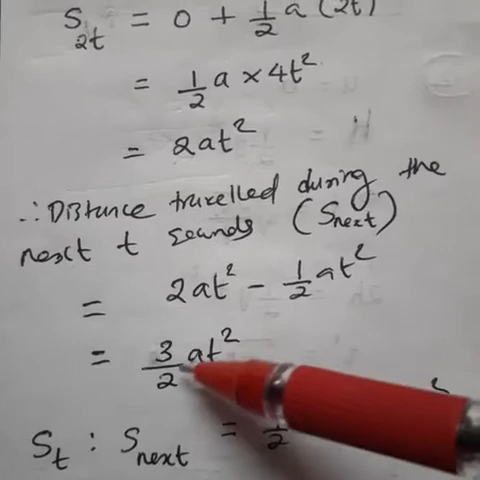 S₂ₜ = 0 + 1/2 a (2t)
= 1/2 a × 4t²
= 2at²
∴ Distance travelled during the
next t seconds (Snext)
= 2at² - 1/2 at²
= 3/2 at²
Sₜ : Snext = 1/2